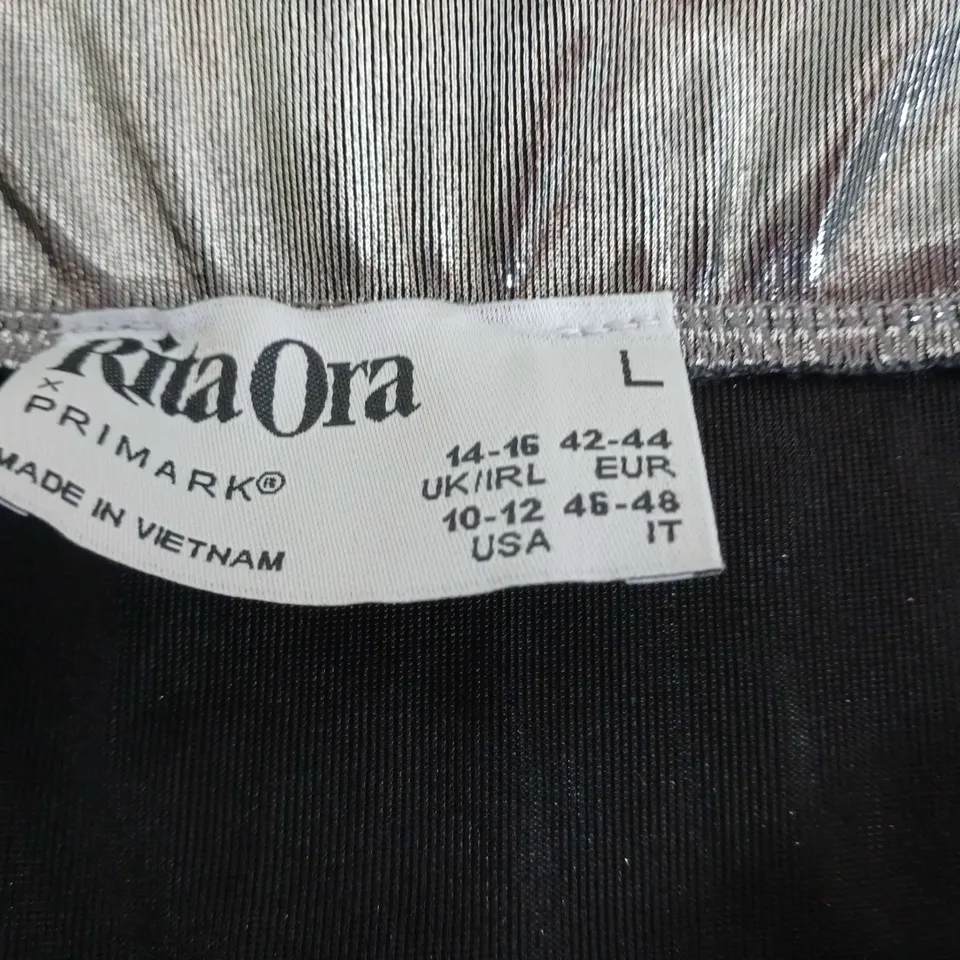 Rita Ora
x
PRIMARK®
MADE IN VIETNAM
L
14-16 42-44
UK/IRL EUR
10-12 46-48
USA IT